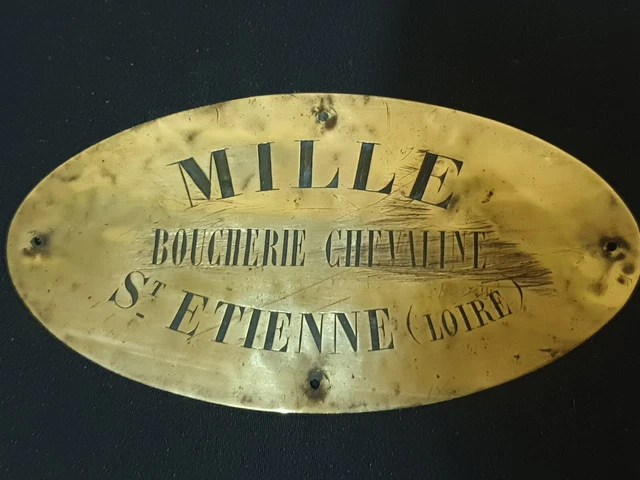 MILLE
BOUCHERIE CHEVALINE
ST ETIENNE (LOIRE)